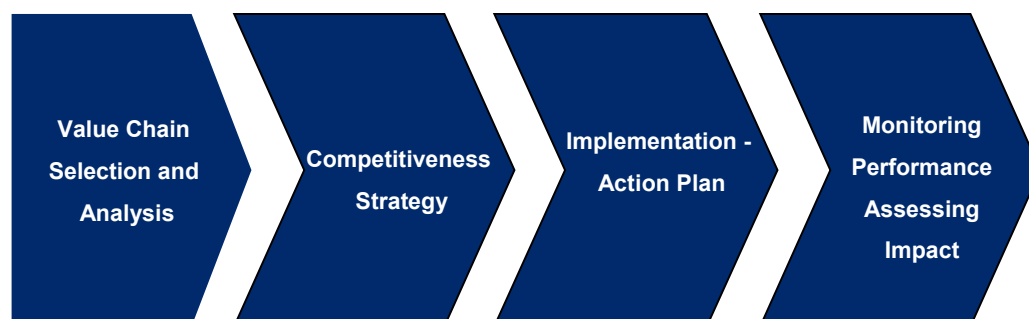 Value Chain
Selection and
Analysis
Competitiveness
Strategy
Implementation -
Action Plan
Monitoring
Performance
Assessing
Impact